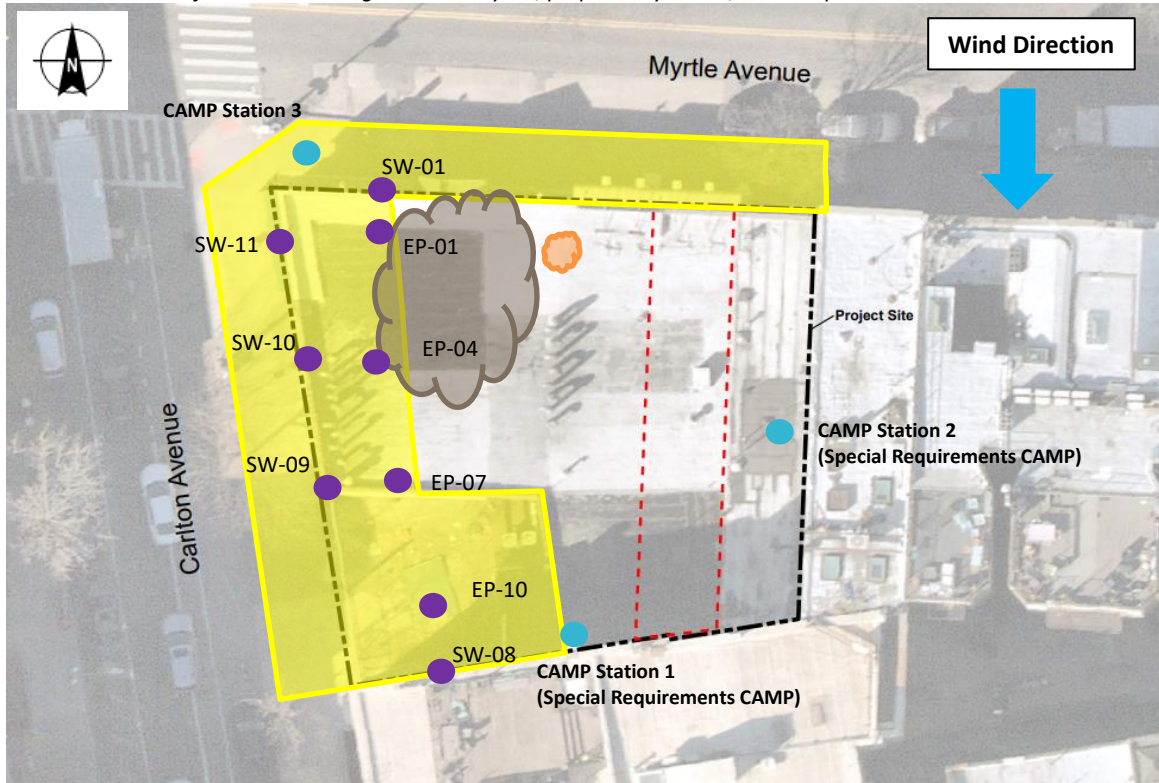 Wind Direction
Myrtle Avenue
N
CAMP Station 3
SW-01
SW-11
EP-01
Project Site
SW-10
EP-04
Carlton Avenue
CAMP Station 2
(Special Requirements CAMP)
SW-09
EP-07
EP-10
SW-08
CAMP Station 1
(Special Requirements CAMP)